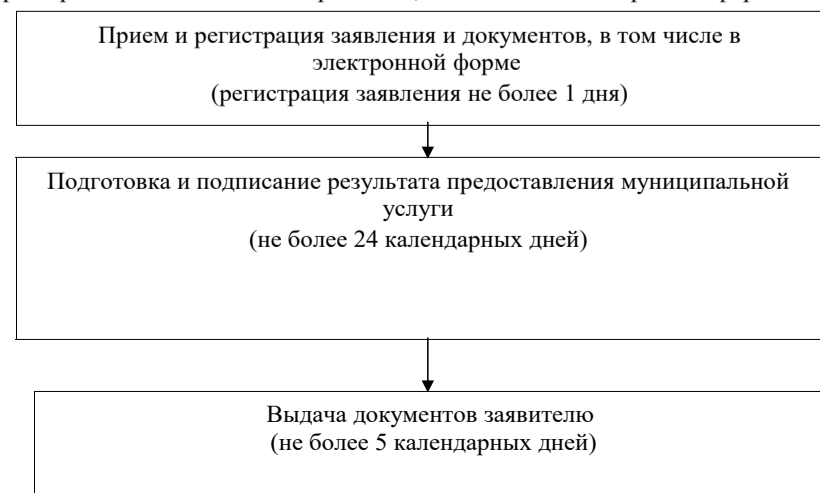 Прием и регистрация заявления и документов, в том числе в
электронной форме
(регистрация заявления не более 1 дня)
Подготовка и подписание результата предоставления муниципальной
услуги
(не более 24 календарных дней)
Выдача документов заявителю
(не более 5 календарных дней)